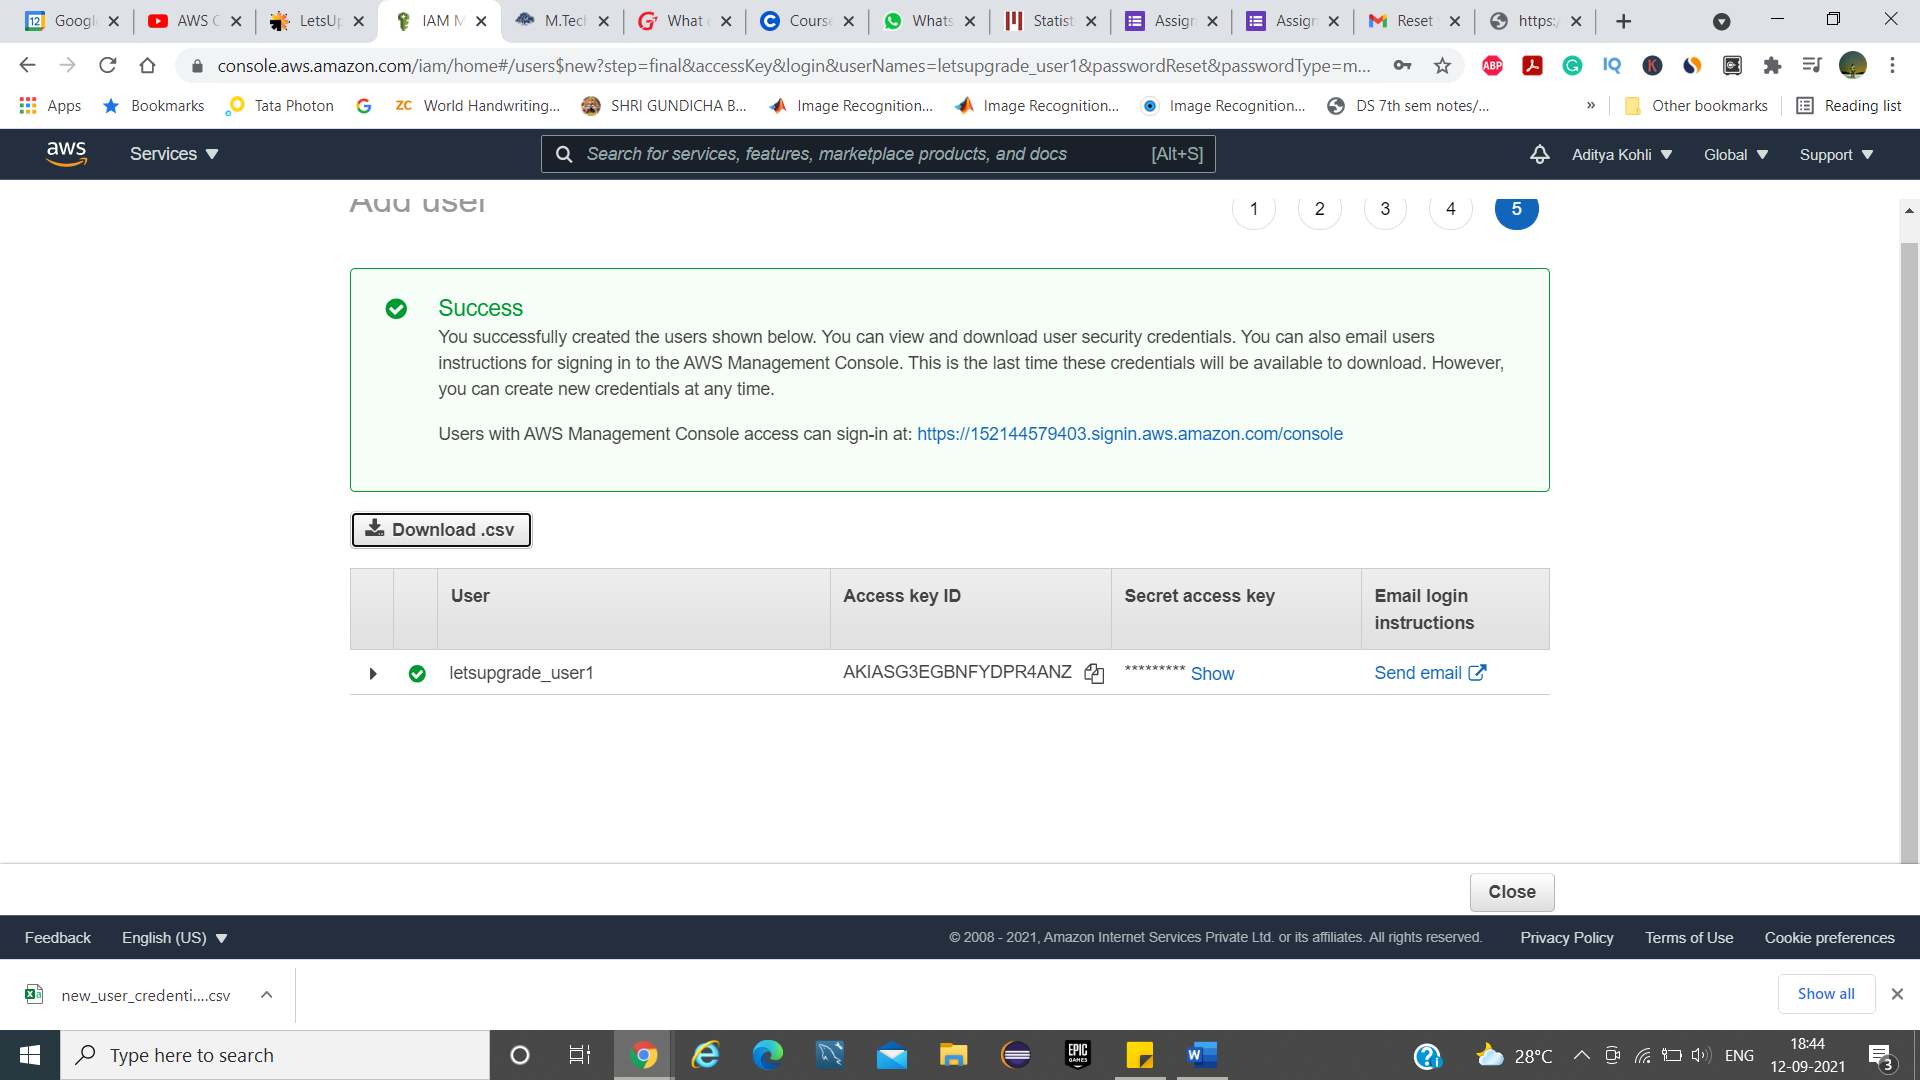 Googl
AWS C
LetsUp
IAM M
M.Tech
What
Course
Whats
Statist
Assign
Assign
Reset
https:/
console.aws.amazon.com/iam/home#/users$new?step=final&accessKey&login&userNames=letsupgrade_user1&passwordReset&passwordType=m...
Apps
Bookmarks
Tata Photon
World Handwriting...
SHRI GUNDICHA B...
Image Recognition...
Image Recognition...
Image Recognition...
DS 7th sem notes/...
»
Other bookmarks
Reading list
aws
Services
Search for services, features, marketplace products, and docs
[Alt+S]
Aditya Kohli
Global
Support
Add user
1
2
3
4
5
Success
You successfully created the users shown below. You can view and download user security credentials. You can also email users
instructions for signing in to the AWS Management Console. This is the last time these credentials will be available to download. However,
you can create new credentials at any time.
Users with AWS Management Console access can sign-in at: https://152144579403.signin.aws.amazon.com/console
Download .csv
User
Access key ID
Secret access key
Email login
instructions
letsupgrade_user1
AKIASG3EGBNFYDPR4ANZ
********* Show
Send email
Close
Feedback
English (US)
© 2008 - 2021, Amazon Internet Services Private Ltd. or its affiliates. All rights reserved.
Privacy Policy
Terms of Use
Cookie preferences
new_user_credenti....csv
Show all
Type here to search
28°C
ENG
18:44
12-09-2021
3